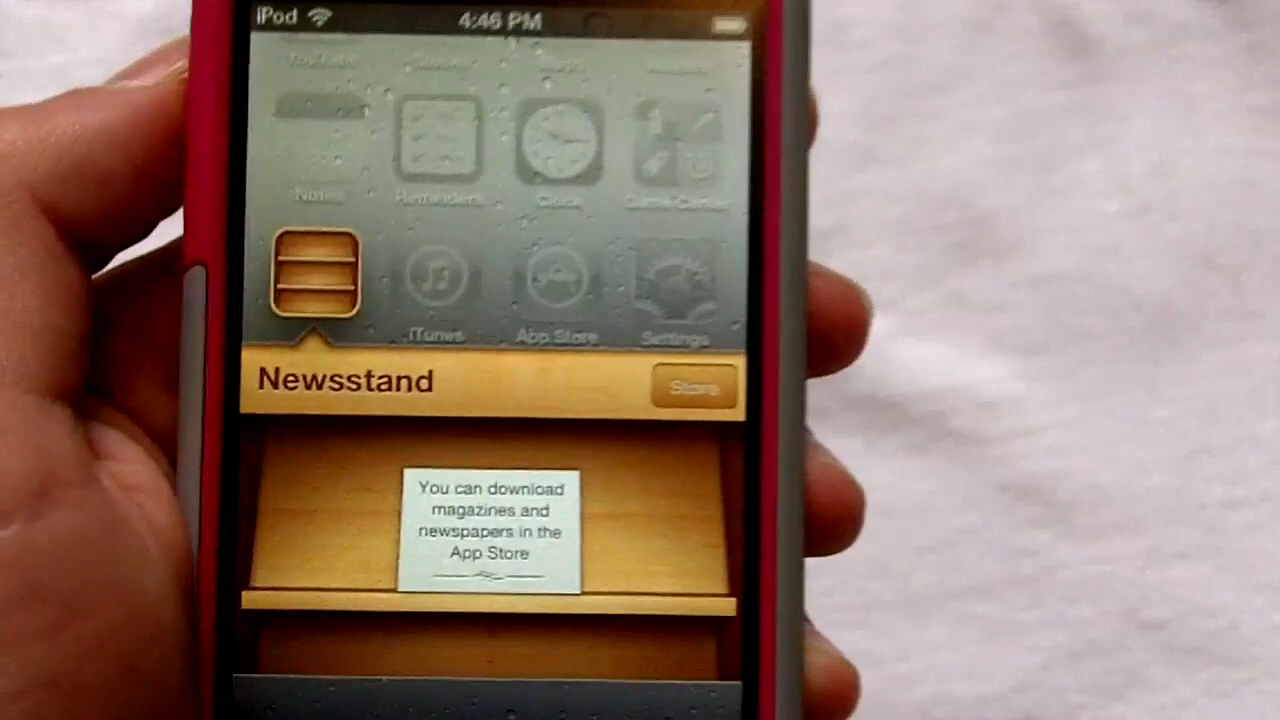 iPod 4:46 PM
YouTube
Notes Reminders Clock Game Center
iTunes App Store Settings
Newsstand Store
You can download
magazines and
newspapers in the
App Store